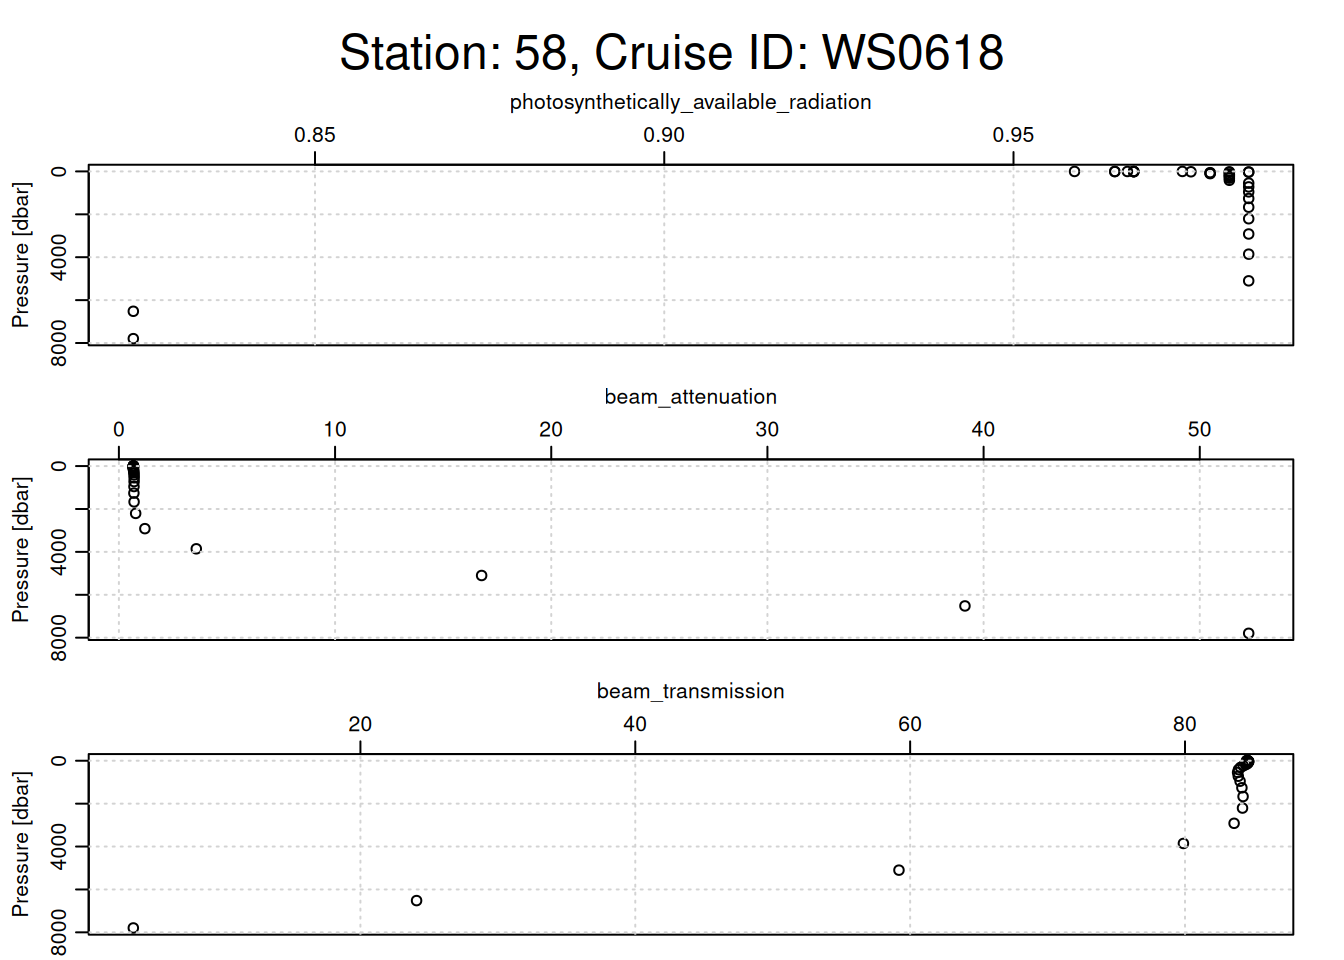 Station: 58, Cruise ID: WS0618
photosynthetically_available_radiation
0.85 0.90 0.95
Pressure [dbar]
0
4000
8000
beam_attenuation
0 10 20 30 40 50
Pressure [dbar]
0
4000
8000
beam_transmission
20 40 60 80
Pressure [dbar]
0
4000
8000